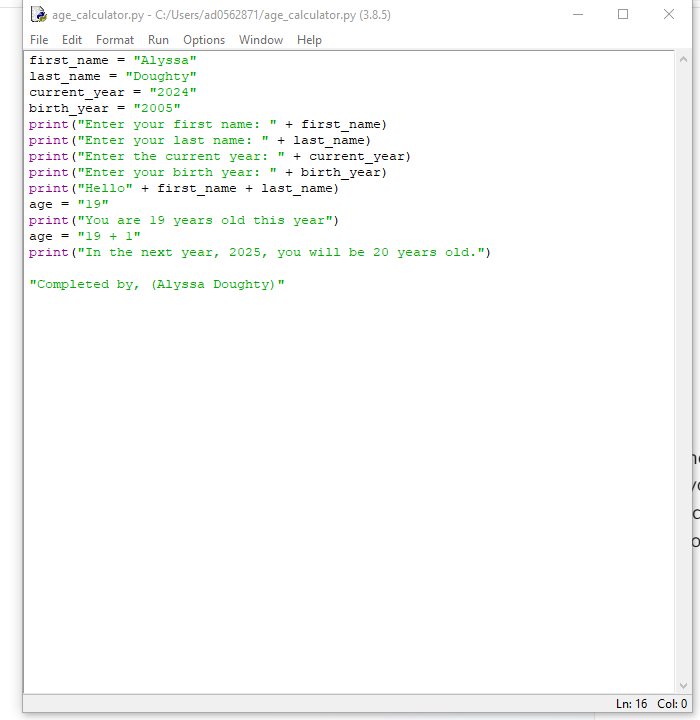 age_calculator.py - C:/Users/ad0562871/age_calculator.py (3.8.5)
File Edit Format Run Options Window Help
first_name = "Alyssa"
last_name = "Doughty"
current_year = "2024"
birth_year = "2005"
print("Enter your first name: " + first_name)
print("Enter your last name: " + last_name)
print("Enter the current year: " + current_year)
print("Enter your birth year: " + birth_year)
print("Hello" + first_name + last_name)
age = "19"
print("You are 19 years old this year")
age = "19 + 1"
print("In the next year, 2025, you will be 20 years old.")
"Completed by, (Alyssa Doughty)"
Ln: 16 Col: 0